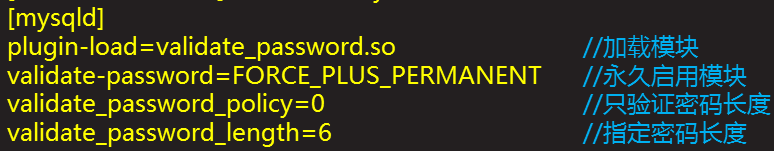 [mysqld]
plugin-load=validate_password.so //加载模块
validate-password=FORCE_PLUS_PERMANENT //永久启用模块
validate_password_policy=0 //只验证密码长度
validate_password_length=6 //指定密码长度